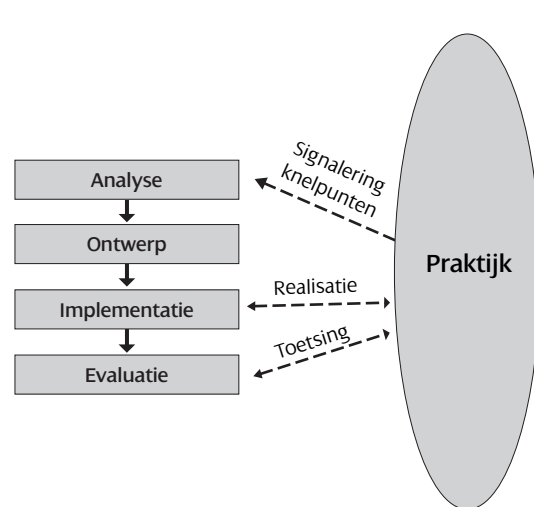 Signalering
knelpunten
Analyse
Ontwerp
Praktijk
Realisatie
Implementatie
Toetsing
Evaluatie